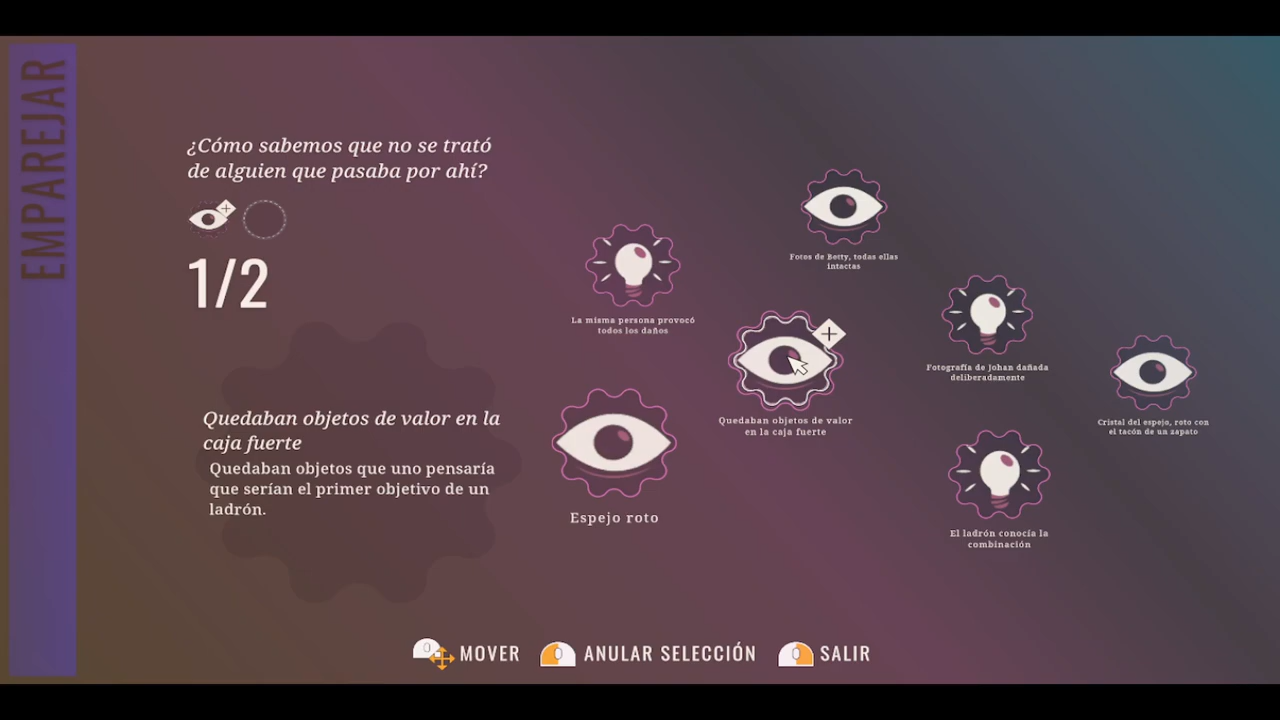 EMPAREJAR
¿Cómo sabemos que no se trató
de alguien que pasaba por ahí?
1/2
Quedaban objetos de valor en la
caja fuerte
Quedaban objetos que uno pensaría
que serían el primer objetivo de un
ladrón.
La misma persona provocó
todos los daños
Fotos de Betty, todas ellas
intactas
Quedaban objetos de valor
en la caja fuerte
Fotografía de Johan dañada
deliberadamente
Cristal del espejo, roto con
el tacón de un zapato
Espejo roto
El ladrón conocía la
combinación
MOVER
ANULAR SELECCIÓN
SALIR